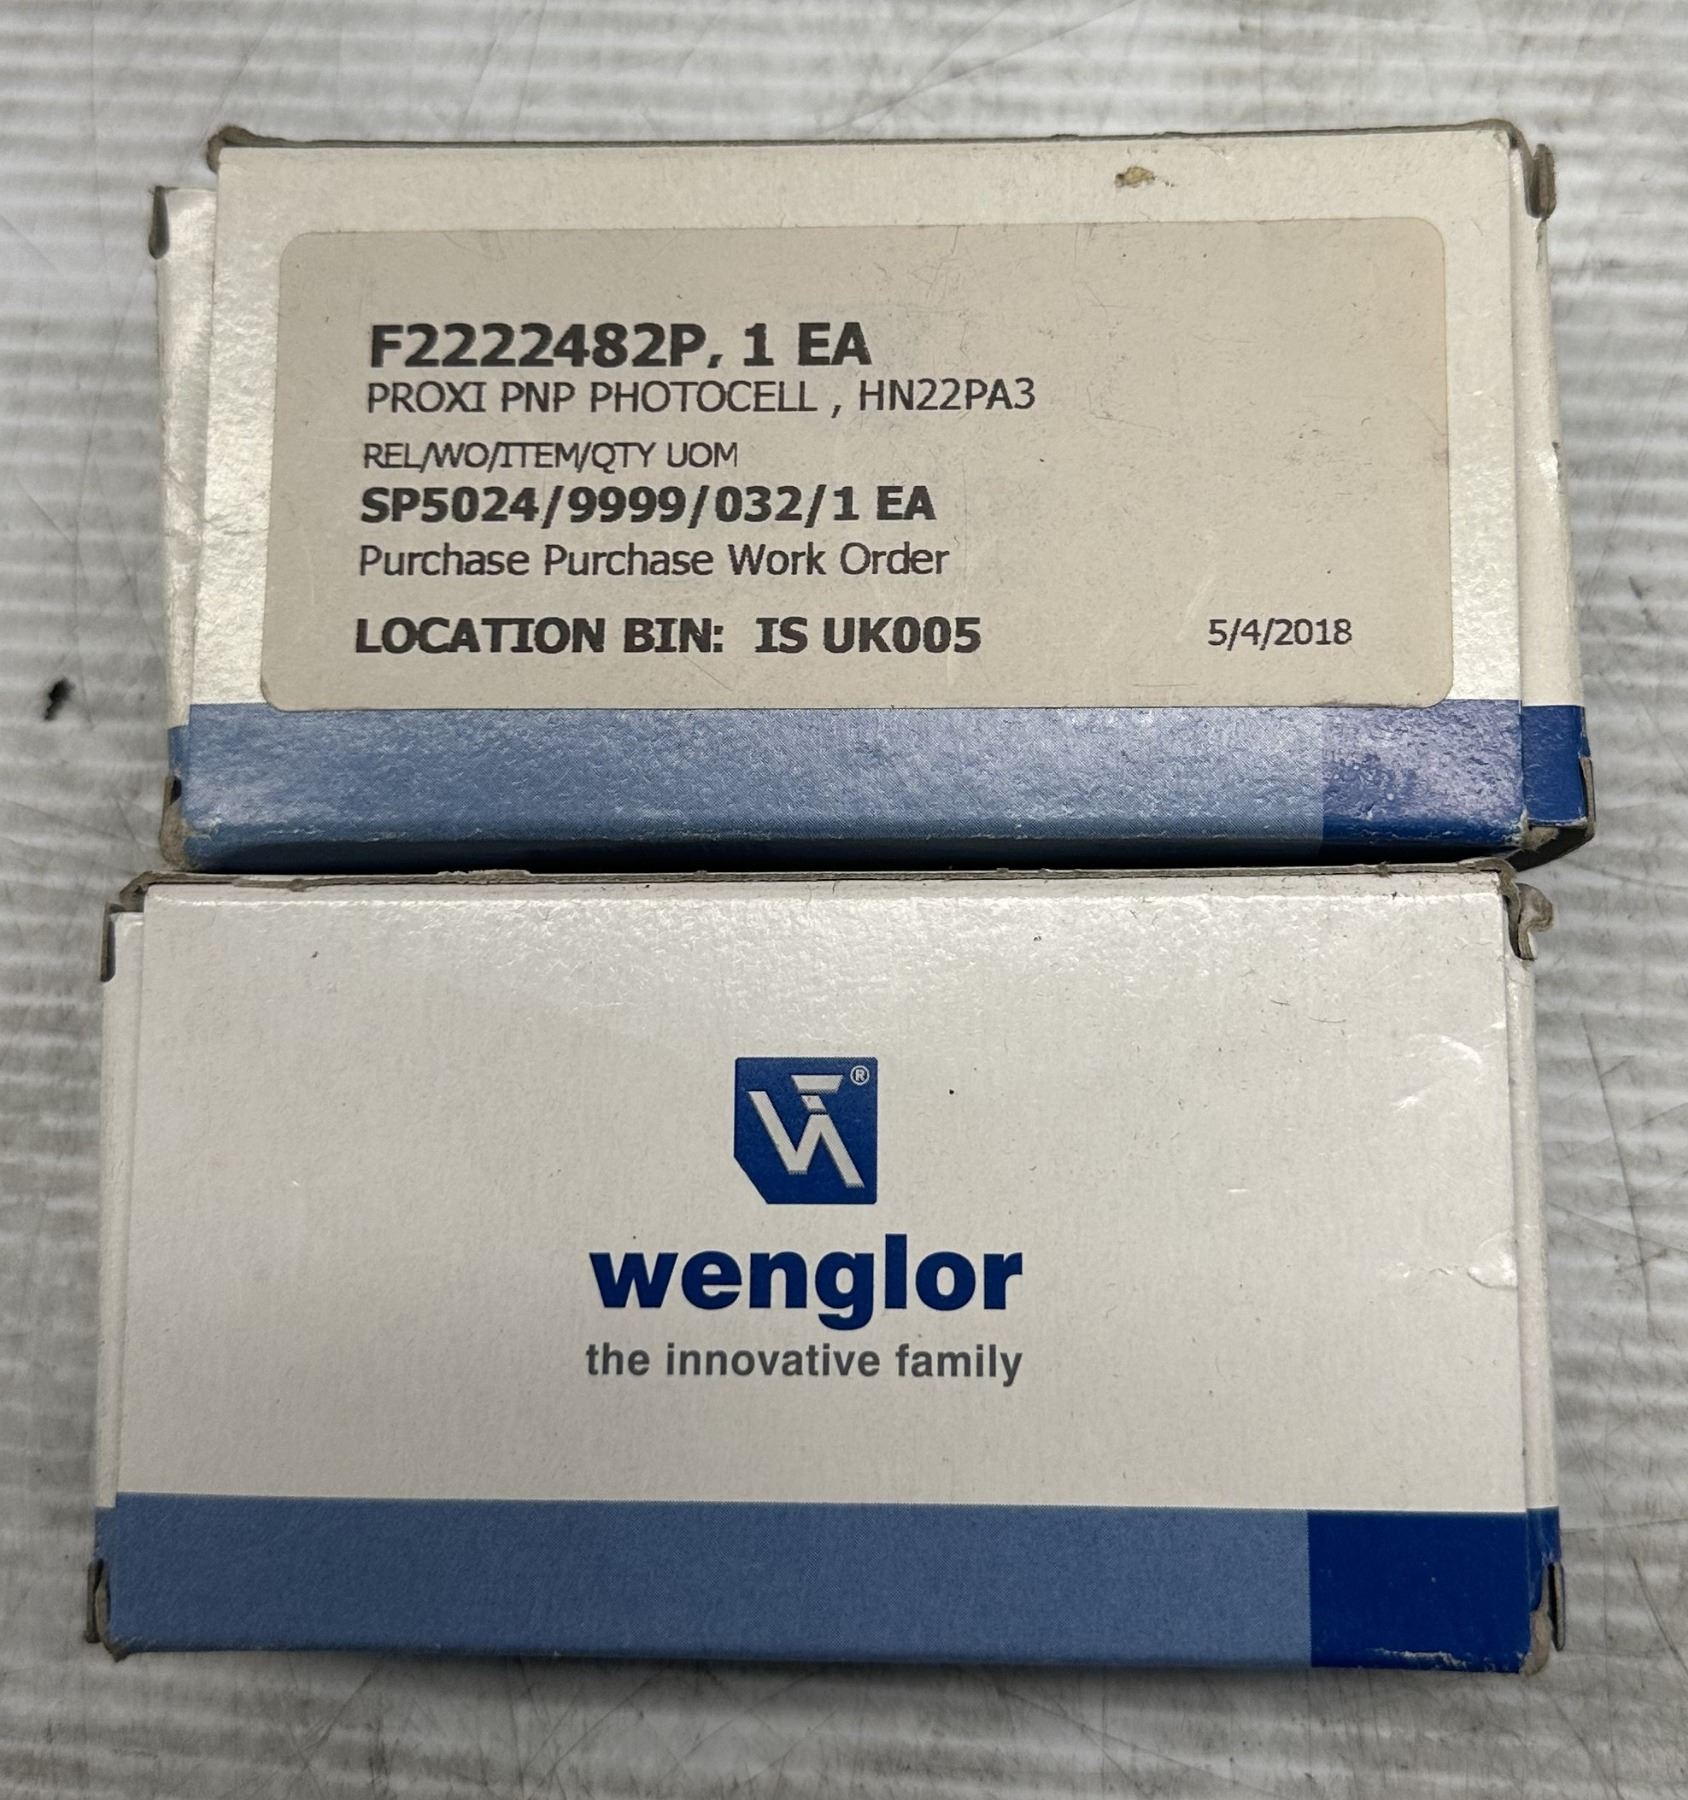 F2222482P, 1 EA
PROXI PNP PHOTOCELL , HN22PA3
REL/WO/ITEM/QTY UOM
SP5024/9999/032/1 EA
Purchase Purchase Work Order
LOCATION BIN: IS UK005 5/4/2018
®
wenglor
the innovative family